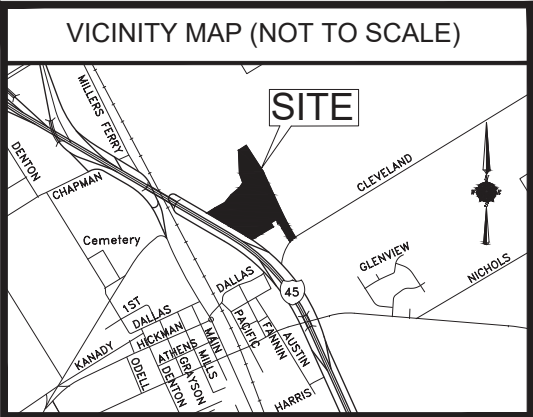 VICINITY MAP (NOT TO SCALE)
SITE
MILLERS FERRY
DENTON
CHAPMAN
CLEVELAND
Cemetery
GLENVIEW
NICHOLS
DALLAS
45
1ST
DALLAS
HICKMAN
KANADY
ATHENS
MAIN
MILLS
PACIFIC
FANNIN
AUSTIN
ODELL
DENTON
GRAYSON
HARRIS